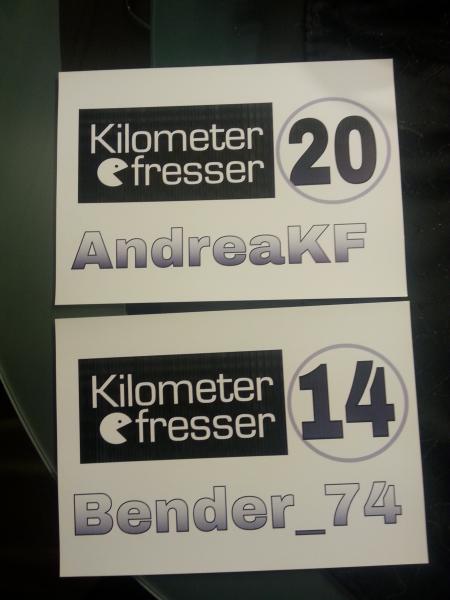 Kilometer
fresser
20
AndreaKF
Kilometer
fresser
14
Bender_74